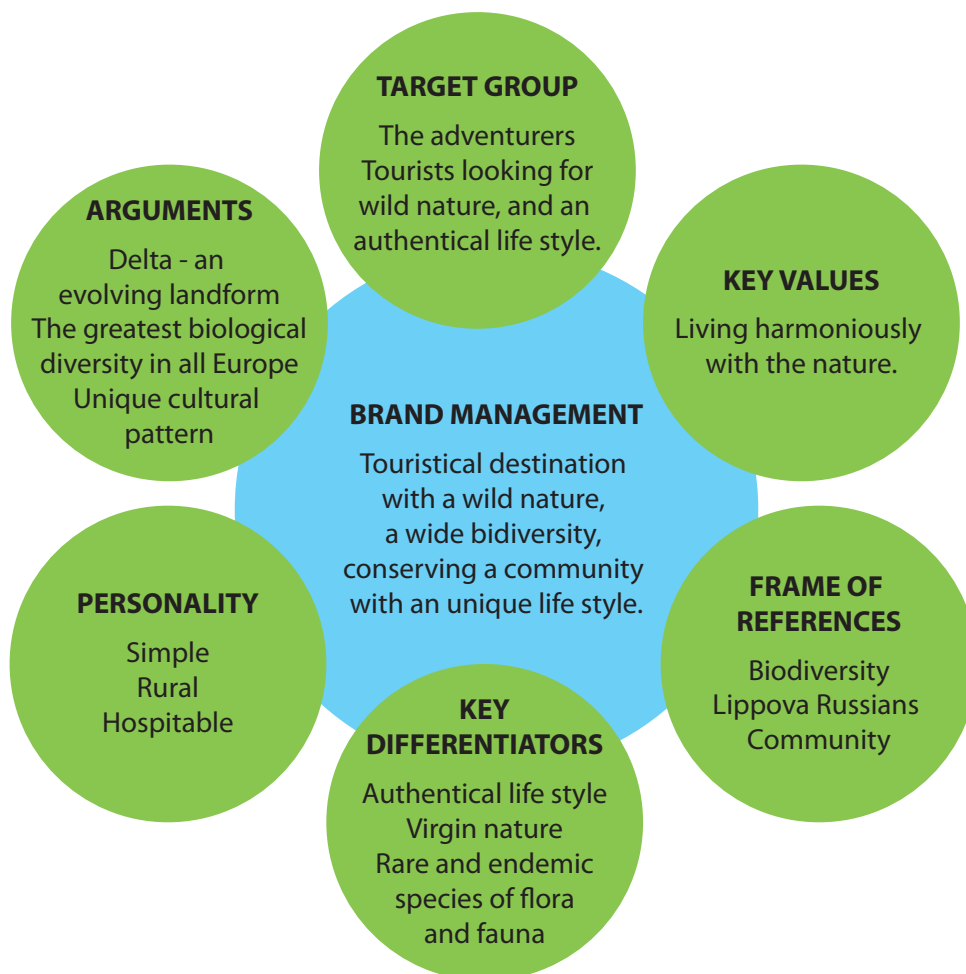 TARGET GROUP
The adventurers
Tourists looking for
wild nature, and an
authentical life style.
ARGUMENTS
Delta - an
evolving landform
The greatest biological
diversity in all Europe
Unique cultural
pattern
KEY VALUES
Living harmoniously
with the nature.
BRAND MANAGEMENT
Touristical destination
with a wild nature,
a wide bidiversity,
conserving a community
with an unique life style.
PERSONALITY
Simple
Rural
Hospitable
FRAME OF
REFERENCES
Biodiversity
Lippova Russians
Community
KEY
DIFFERENTIATORS
Authentical life style
Virgin nature
Rare and endemic
species of flora
and fauna